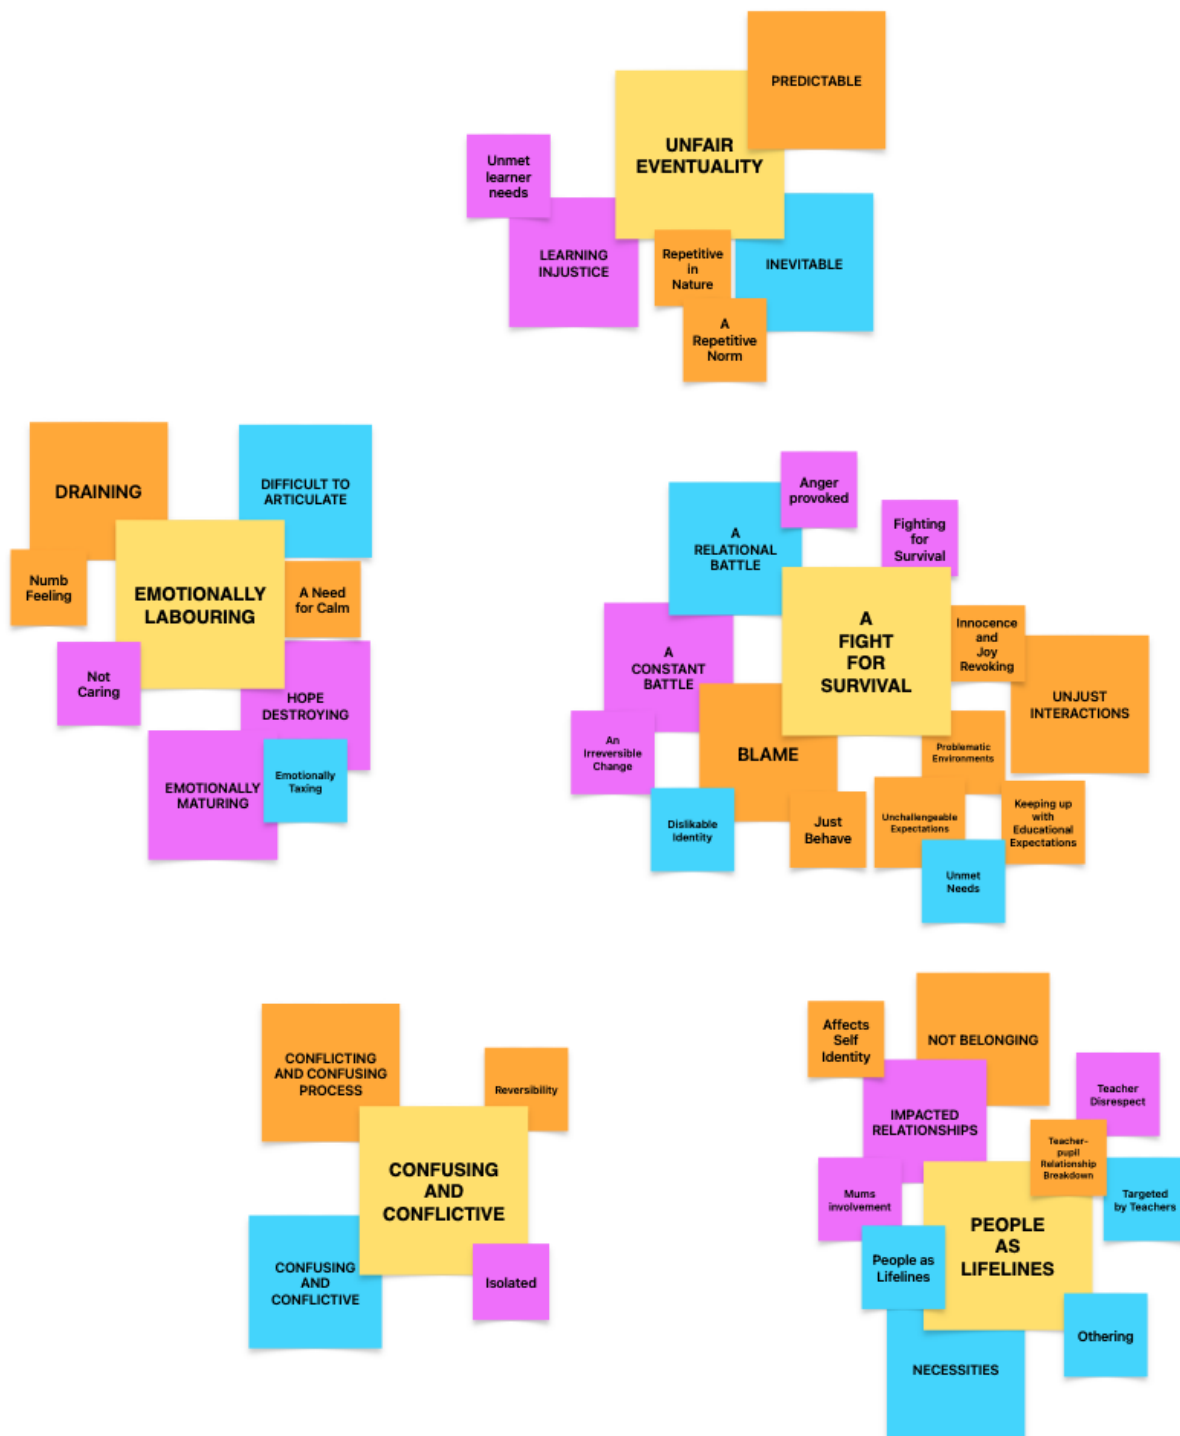 PREDICTABLE
UNFAIR
EVENTUALITY
Unmet
learner
needs
LEARNING
INJUSTICE
Repetitive
in
Nature
INEVITABLE
A
Repetitive
Norm
DRAINING
DIFFICULT TO
ARTICULATE
Numb
Feeling
EMOTIONALLY
LABOURING
A Need
for Calm
Not
Caring
HOPE
DESTROYING
EMOTIONALLY
MATURING
Emotionally
Taxing
Anger
provoked
A
RELATIONAL
BATTLE
Fighting
for
Survival
A
FIGHT
FOR
SURVIVAL
A
CONSTANT
BATTLE
Innocence
and
Joy
Revoking
UNJUST
INTERACTIONS
An
Irreversible
Change
BLAME
Problematic
Environments
Dislikable
Identity
Just
Behave
Unchallengeable
Expectations
Keeping up
with
Educational
Expectations
Unmet
Needs
CONFLICTING
AND CONFUSING
PROCESS
Reversibility
CONFUSING
AND
CONFLICTIVE
CONFUSING
AND
CONFLICTIVE
Isolated
Affects
Self
Identity
NOT BELONGING
IMPACTED
RELATIONSHIPS
Teacher
Disrespect
Teacher-
pupil
Relationship
Breakdown
Mums
involvement
Targeted
by Teachers
PEOPLE
AS
LIFELINES
People as
Lifelines
Othering
NECESSITIES